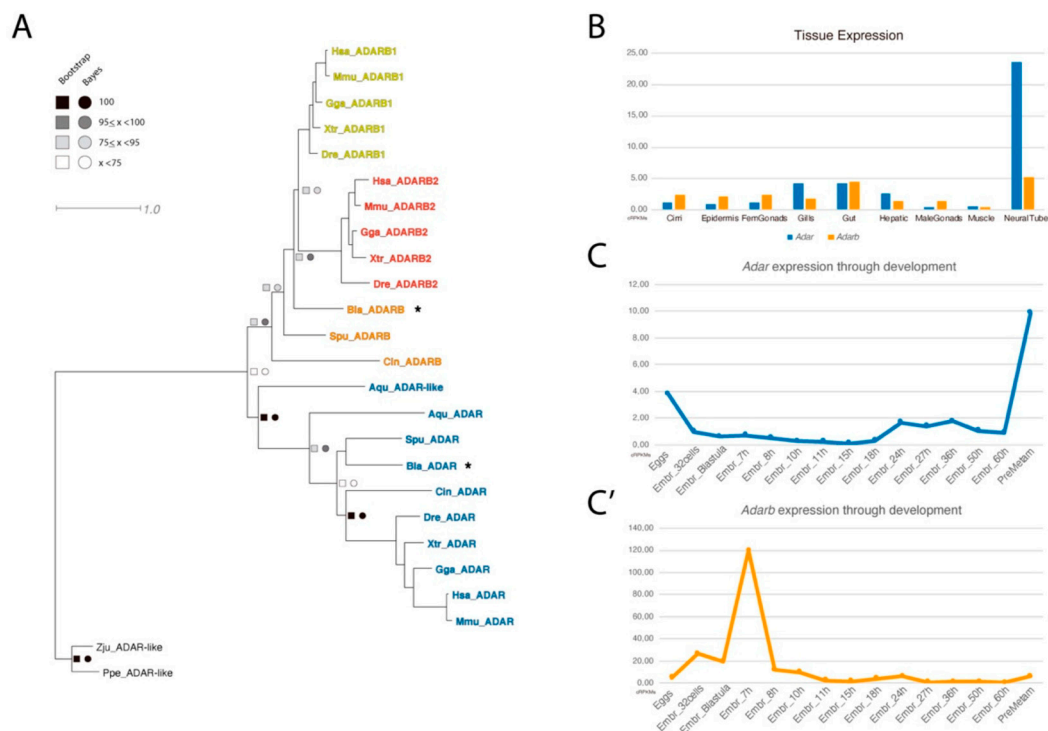 A
Bootstrap
Bayes
100
95≤ x <100
75≤ x <95
x <75
1.0
Hsa_ADARB1
Mmu_ADARB1
Gga_ADARB1
Xtr_ADARB1
Dre_ADARB1
Hsa_ADARB2
Mmu_ADARB2
Gga_ADARB2
Xtr_ADARB2
Dre_ADARB2
Bla_ADARB ★
Spu_ADARB
Cin_ADARB
Aqu_ADAR-like
Aqu_ADAR
Spu_ADAR
Bla_ADAR ★
Cin_ADAR
Dre_ADAR
Xtr_ADAR
Gga_ADAR
Hsa_ADAR
Mmu_ADAR
Zju_ADAR-like
Ppe_ADAR-like
B
Tissue Expression
25,00
20,00
15,00
10,00
5,00
0,00
cRPKMs
Cirri Epidermis FemGonads Gills Gut Hepatic MaleGonads Muscle NeuralTube
Adar Adarb
C
Adar expression through development
12,00
10,00
8,00
6,00
4,00
2,00
0,00
cRPKMs
Eggs Embr_32cells Embr_Blastula Embr_7h Embr_8h Embr_10h Embr_11h Embr_15h Embr_18h Embr_24h Embr_27h Embr_36h Embr_50h Embr_60h PreMetam
C'
Adarb expression through development
140,00
120,00
100,00
80,00
60,00
40,00
20,00
0,00
cRPKMs
Eggs Embr_32cells Embr_Blastula Embr_7h Embr_8h Embr_10h Embr_11h Embr_15h Embr_18h Embr_24h Embr_27h Embr_36h Embr_50h Embr_60h PreMetam